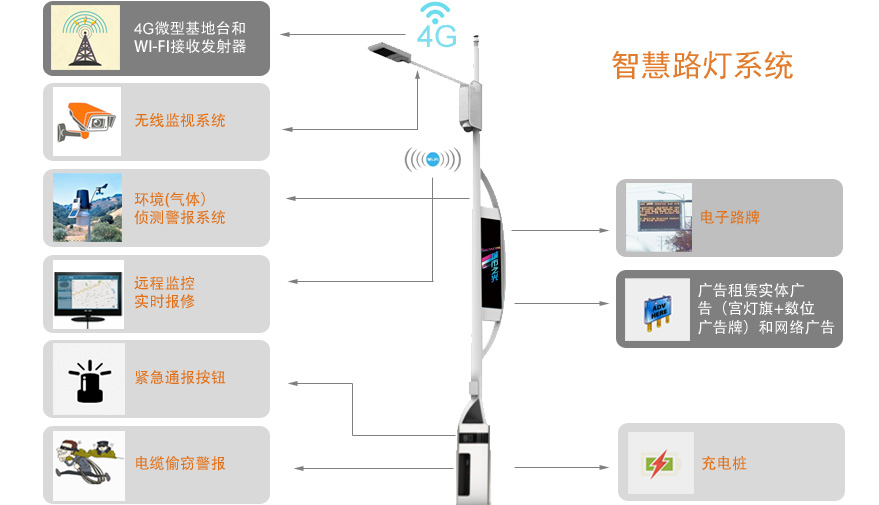 4G微型基地台和
WI-FI接收发射器
4G
智慧路灯系统
无线监视系统
环境(气体）
侦测警报系统
电子路牌
远程监控
实时报修
广告租赁实体广
告（宫灯旗+数位
广告牌）和网络广告
ADV
HERE
紧急通报按钮
电缆偷窃警报
充电桩